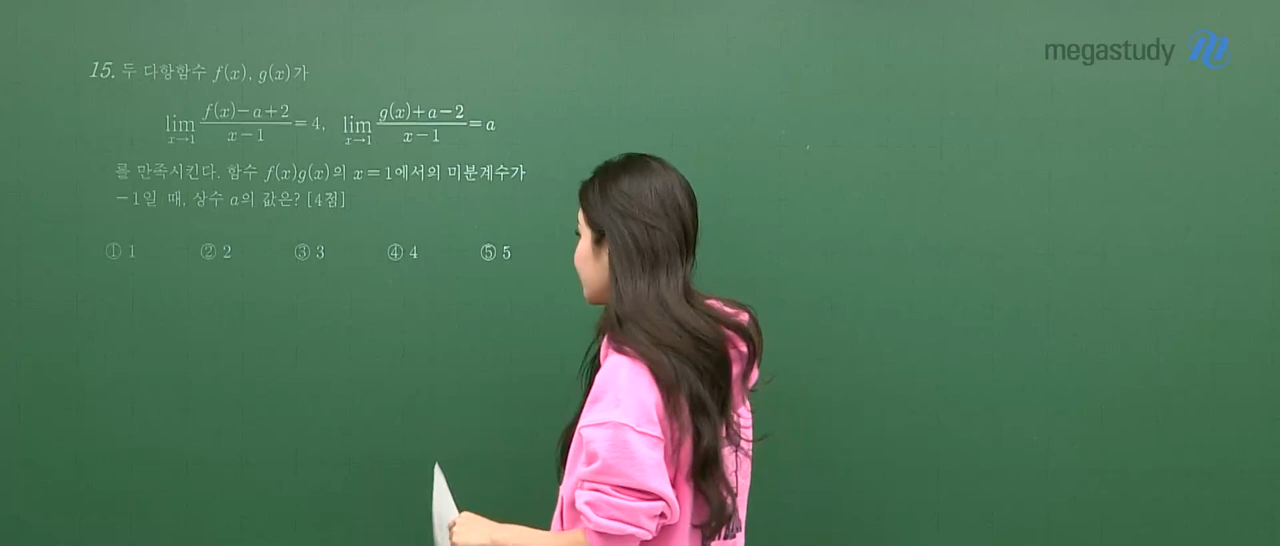 megastudy
15. 두 다항함수 f(x), g(x)가
lim_{x→1} (f(x)-a+2)/(x-1) = 4, lim_{x→1} (g(x)+a-2)/(x-1) = a
를 만족시킨다. 함수 f(x)g(x)의 x=1에서의 미분계수가
-1일 때, 상수 a의 값은? [4점]
① 1 ② 2 ③ 3 ④ 4 ⑤ 5